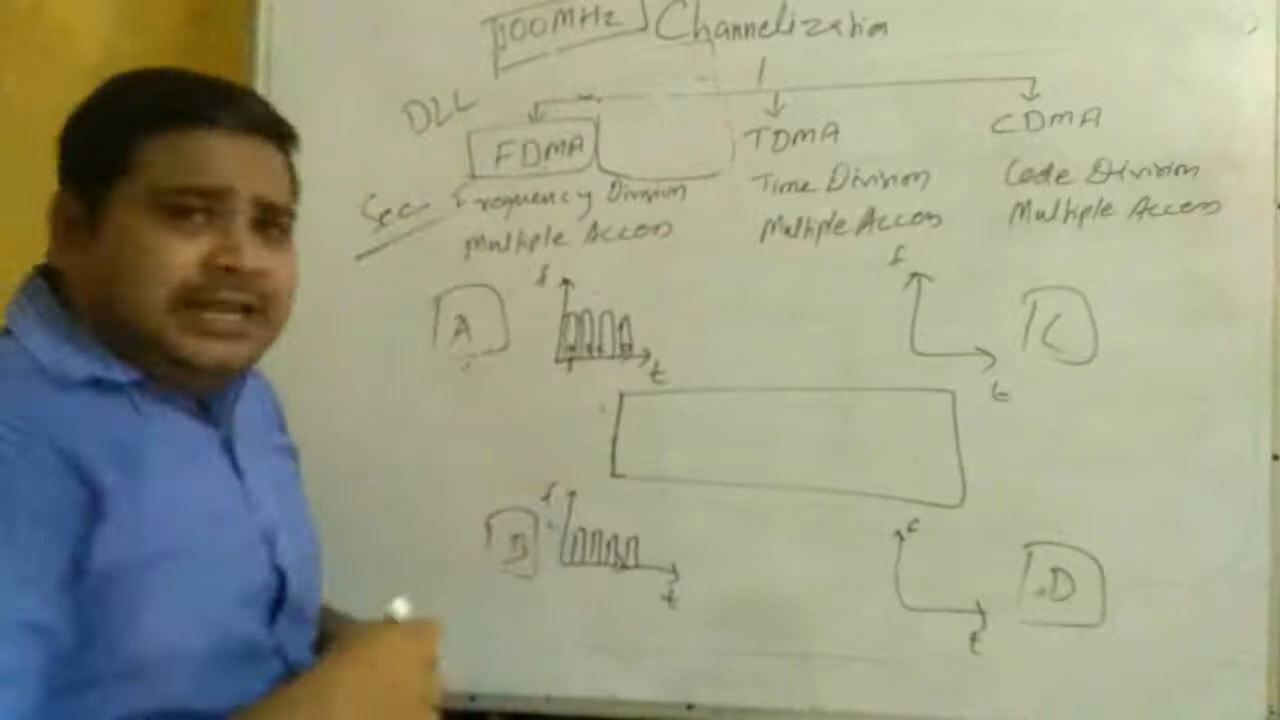 100MHz Channelization
DLL
FDMA TDMA CDMA
Sec Frequency Division Time Division Code Division
Multiple Access Multiple Access Multiple Access
f f
A C
t t
f f
B D
t t